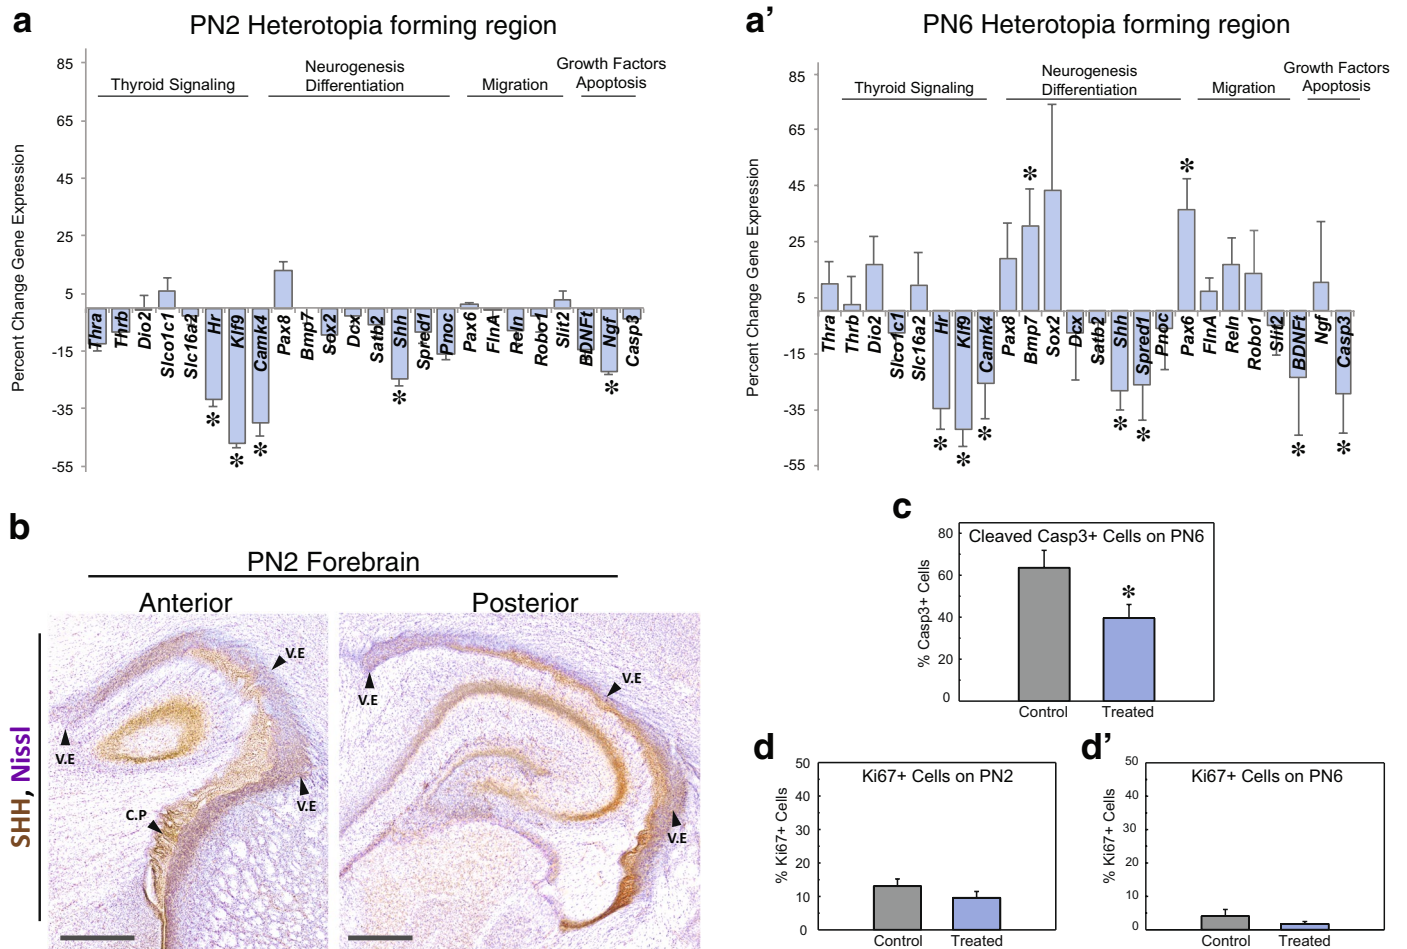 a
PN2 Heterotopia forming region
Percent Change Gene Expression
85
65
45
25
5
-15
-35
-55
Thyroid Signaling
Neurogenesis
Differentiation
Migration
Growth Factors
Apoptosis
Thra
Thrb
Dio2
Slco1c1
Slc16a2
Hr
Klf9
Camk4
Pax8
Bmp7
Sox2
Dcx
Satb2
Shh
Spred1
Pnoc
Pax6
FlnA
Reln
Robo1
Slit2
BDNFt
Ngf
Casp3
* * * * *
a'
PN6 Heterotopia forming region
Percent Change Gene Expression
85
65
45
25
5
-15
-35
-55
Thyroid Signaling
Neurogenesis
Differentiation
Migration
Growth Factors
Apoptosis
Thra
Thrb
Dio2
Slco1c1
Slc16a2
Hr
Klf9
Camk4
Pax8
Bmp7
Sox2
Dcx
Satb2
Shh
Spred1
Pnoc
Pax6
FlnA
Reln
Robo1
Slit2
BDNFt
Ngf
Casp3
* * * * * * * * *
b
PN2 Forebrain
Anterior
Posterior
SHH, Nissl
V.E
V.E
V.E
C.P
V.E
V.E
V.E
c
Cleaved Casp3+ Cells on PN6
% Casp3+ Cells
80
60
40
20
0
*
Control
Treated
d
Ki67+ Cells on PN2
% Ki67+ Cells
50
40
30
20
10
0
Control
Treated
d'
Ki67+ Cells on PN6
% Ki67+ Cells
50
40
30
20
10
0
Control
Treated